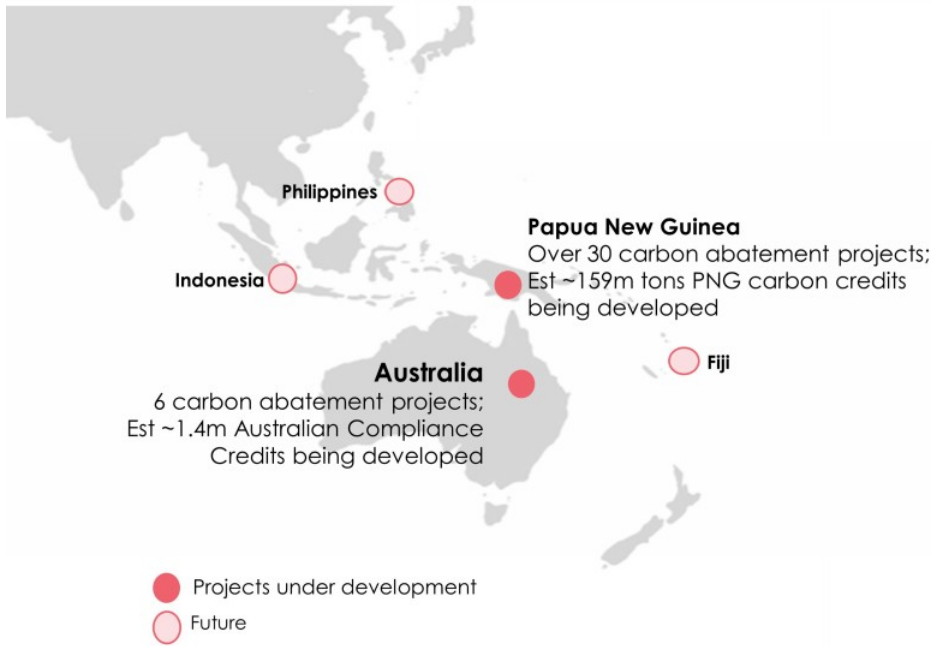 Philippines
Papua New Guinea
Over 30 carbon abatement projects;
Est ~159m tons PNG carbon credits
being developed
Indonesia
Fiji
Australia
6 carbon abatement projects;
Est ~1.4m Australian Compliance
Credits being developed
Projects under development
Future